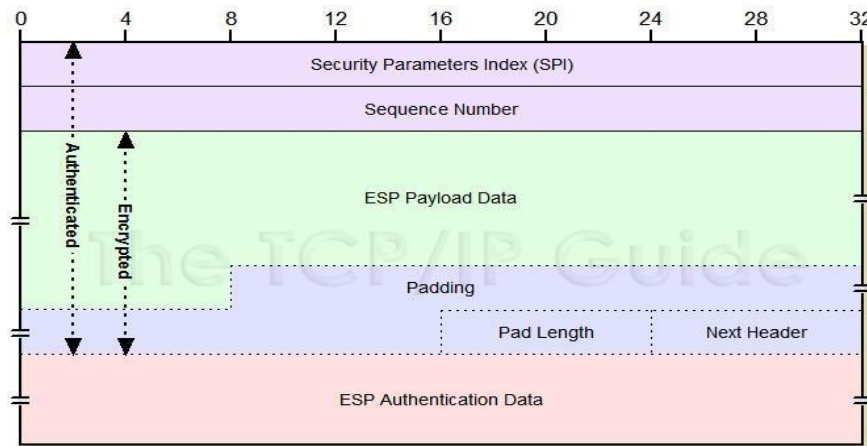 0 4 8 12 16 20 24 28 32
Security Parameters Index (SPI)
Sequence Number
Authenticated
Encrypted
ESP Payload Data
The TCP/IP Guide
Padding
Pad Length Next Header
ESP Authentication Data